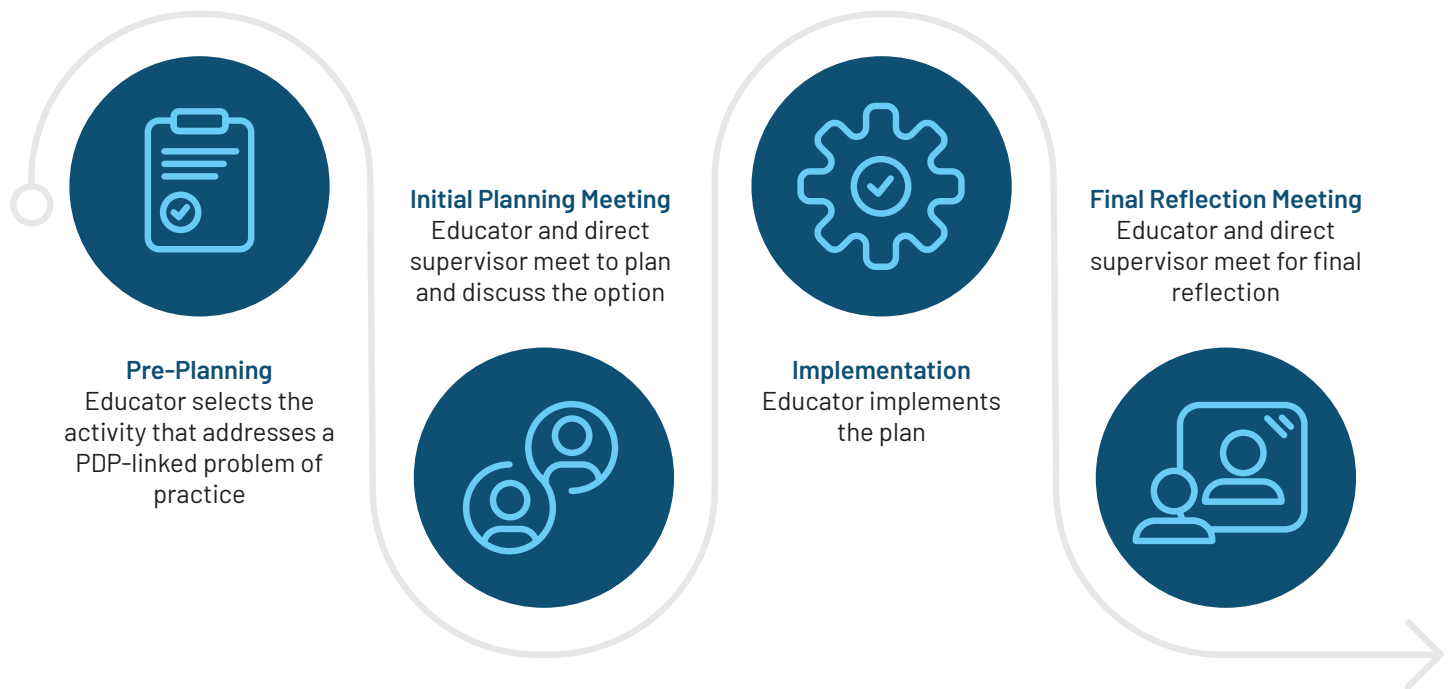 Pre-Planning
Educator selects the
activity that addresses a
PDP-linked problem of
practice
Initial Planning Meeting
Educator and direct
supervisor meet to plan
and discuss the option
Implementation
Educator implements
the plan
Final Reflection Meeting
Educator and direct
supervisor meet for final
reflection